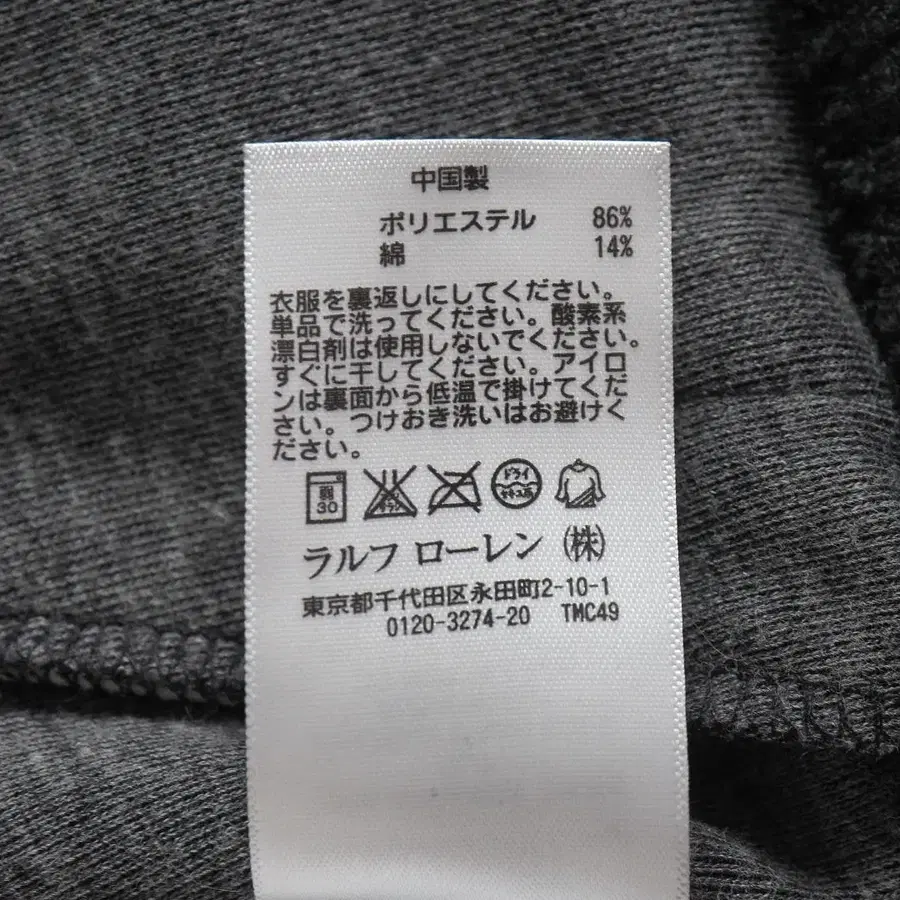 中国製
ポリエステル 86%
綿 14%
衣服を裏返しにしてください。
単品で洗ってください。酸素系
漂白剤は使用しないでください。
すぐに干してください。アイロ
ンは裏面から低温で掛けてくだ
さい。つけおき洗いはお避けく
ださい。
弱
30
ドライ
ラルフ ローレン (株)
東京都千代田区永田町2-10-1
0120-3274-20 TMC49